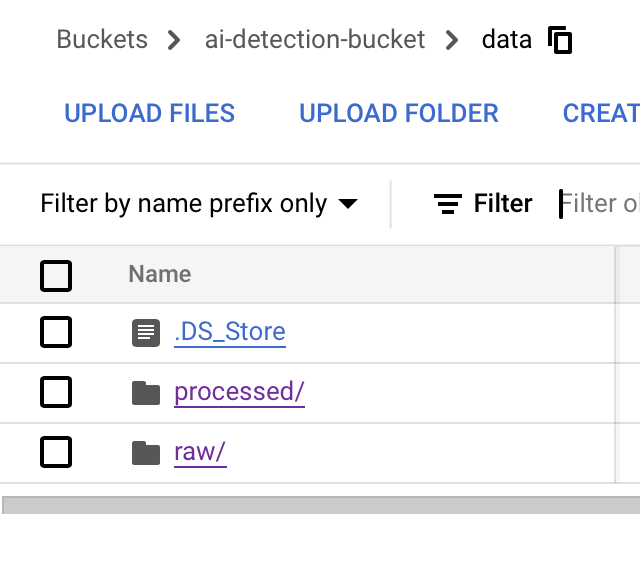 Buckets > ai-detection-bucket > data
UPLOAD FILES UPLOAD FOLDER CREAT
Filter by name prefix only Filter Filter o
Name
.DS_Store
processed/
raw/